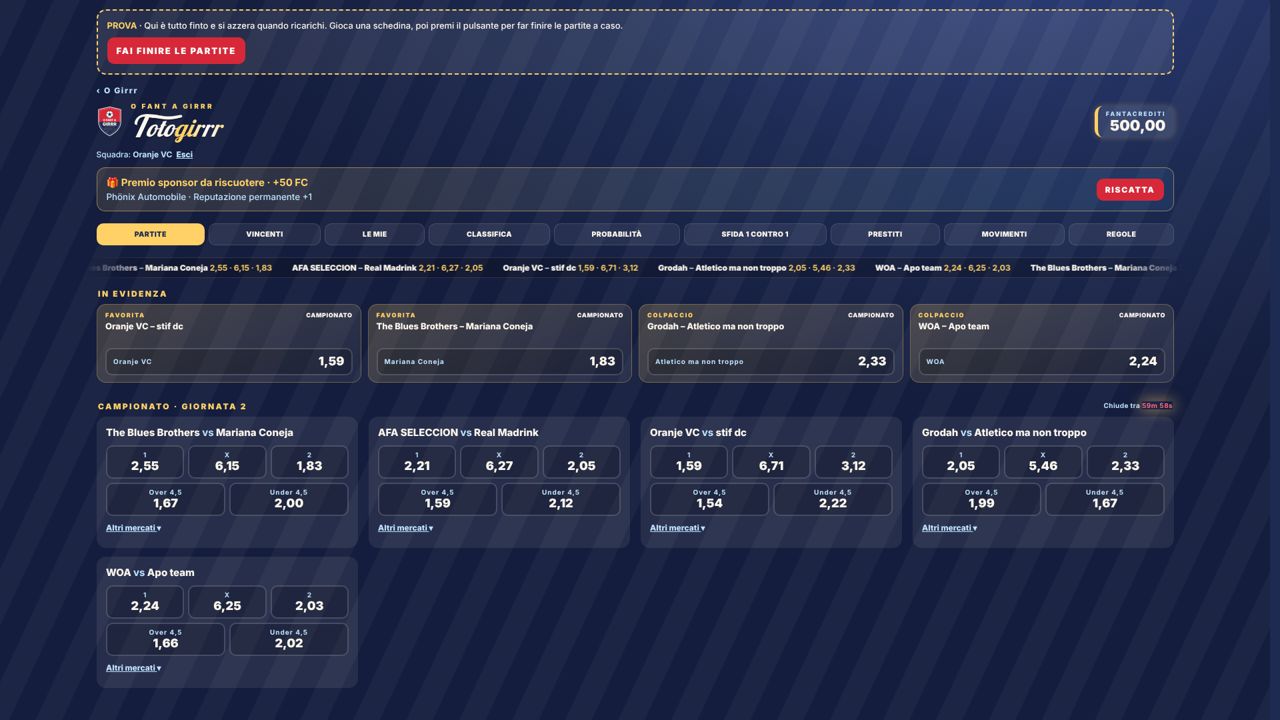 PROVA · Qui è tutto finto e si azzera quando ricarichi. Gioca una schedina, poi premi il pulsante per far finire le partite a caso.
FAI FINIRE LE PARTITE
‹ O Girrr
O FANT A GIRRR
Totogirrr
FANTACREDITI
500,00
Squadra: Oranje VC Esci
🎁 Premio sponsor da riscuotere · +50 FC
Phönix Automobile · Reputazione permanente +1
RISCATTA
PARTITE VINCENTI LE MIE CLASSIFICA PROBABILITÀ SFIDA 1 CONTRO 1 PRESTITI MOVIMENTI REGOLE
s Brothers – Mariana Coneja 2,55 · 6,15 · 1,83 AFA SELECCION – Real Madrink 2,21 · 6,27 · 2,05 Oranje VC – stif dc 1,59 · 6,71 · 3,12 Grodah – Atletico ma non troppo 2,05 · 5,46 · 2,33 WOA – Apo team 2,24 · 6,25 · 2,03 The Blues Brothers – Mariana Cone
IN EVIDENZA
FAVORITA CAMPIONATO
Oranje VC – stif dc
Oranje VC 1,59
FAVORITA CAMPIONATO
The Blues Brothers – Mariana Coneja
Mariana Coneja 1,83
COLPACCIO CAMPIONATO
Grodah – Atletico ma non troppo
Atletico ma non troppo 2,33
COLPACCIO CAMPIONATO
WOA – Apo team
WOA 2,24
CAMPIONATO · GIORNATA 2
Chiude tra 59m 58s
The Blues Brothers vs Mariana Coneja
1 X 2
2,55 6,15 1,83
Over 4,5 Under 4,5
1,67 2,00
Altri mercati ▾
AFA SELECCION vs Real Madrink
1 X 2
2,21 6,27 2,05
Over 4,5 Under 4,5
1,59 2,12
Altri mercati ▾
Oranje VC vs stif dc
1 X 2
1,59 6,71 3,12
Over 4,5 Under 4,5
1,54 2,22
Altri mercati ▾
Grodah vs Atletico ma non troppo
1 X 2
2,05 5,46 2,33
Over 4,5 Under 4,5
1,99 1,67
Altri mercati ▾
WOA vs Apo team
1 X 2
2,24 6,25 2,03
Over 4,5 Under 4,5
1,66 2,02
Altri mercati ▾